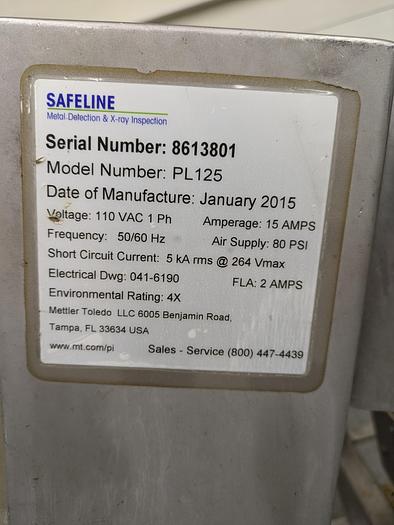 SAFELINE
Metal Detection & X-ray Inspection
Serial Number: 8613801
Model Number: PL125
Date of Manufacture: January 2015
Voltage: 110 VAC 1 Ph Amperage: 15 AMPS
Frequency: 50/60 Hz Air Supply: 80 PSI
Short Circuit Current: 5 kA rms @ 264 Vmax
Electrical Dwg: 041-6190 FLA: 2 AMPS
Environmental Rating: 4X
Mettler Toledo LLC 6005 Benjamin Road,
Tampa, FL 33634 USA
www.mt.com/pi Sales - Service (800) 447-4439